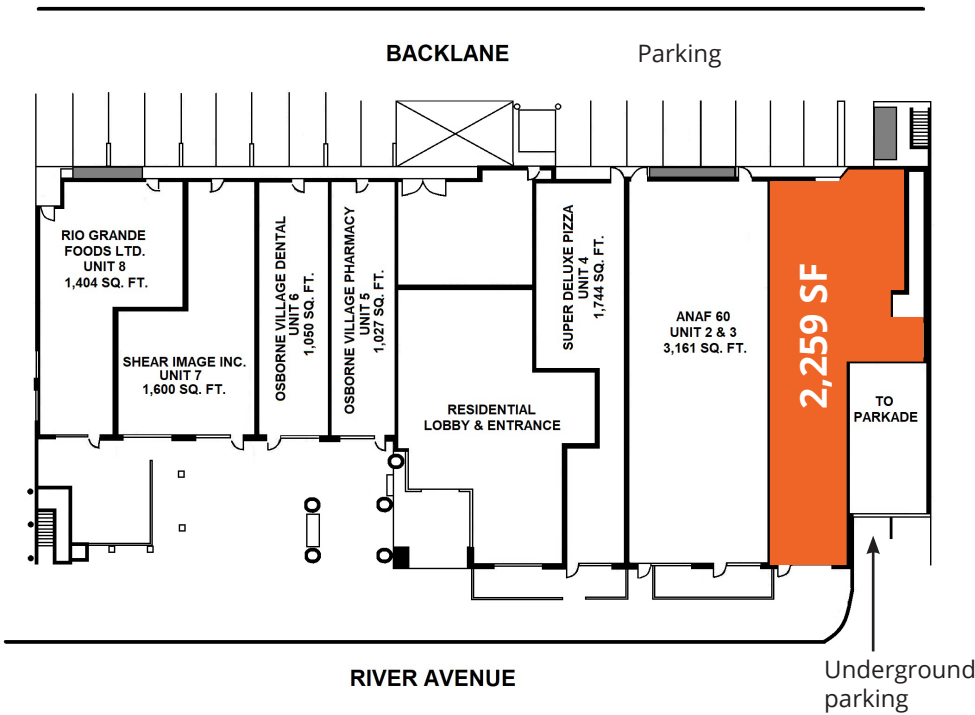 BACKLANE
Parking
RIO GRANDE
FOODS LTD.
UNIT 8
1,404 SQ. FT.
SHEAR IMAGE INC.
UNIT 7
1,600 SQ. FT.
OSBORNE VILLAGE DENTAL
UNIT 6
1,050 SQ. FT.
OSBORNE VILLAGE PHARMACY
UNIT 5
1,027 SQ. FT.
RESIDENTIAL
LOBBY & ENTRANCE
SUPER DELUXE PIZZA
UNIT 4
1,744 SQ. FT.
ANAF 60
UNIT 2 & 3
3,161 SQ. FT.
2,259 SF
TO
PARKADE
RIVER AVENUE
Underground
parking